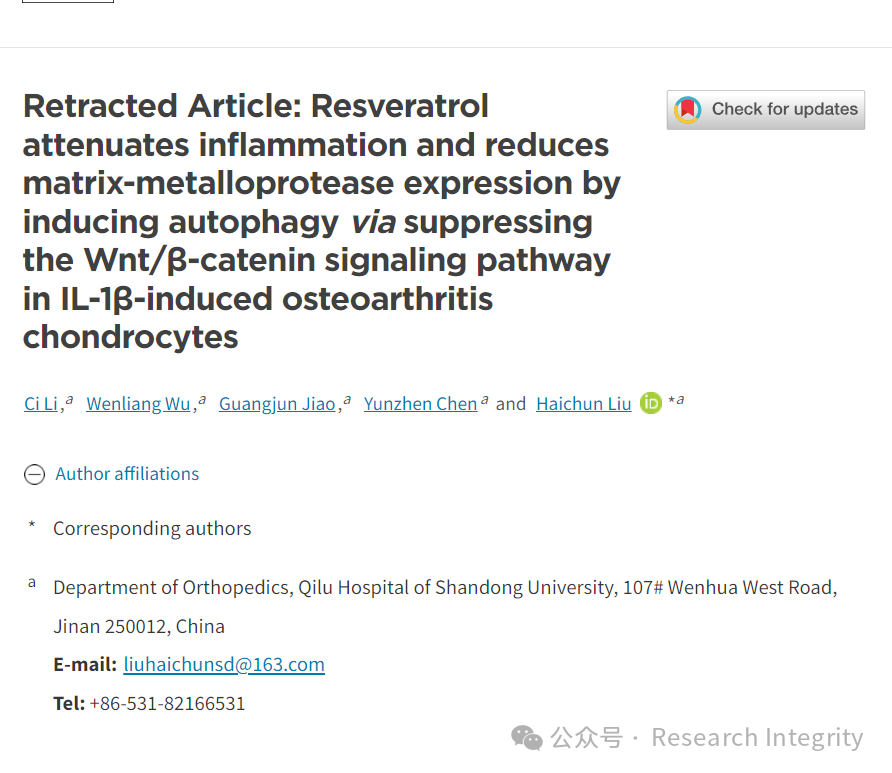 Retracted Article: Resveratrol
attenuates inflammation and reduces
matrix-metalloprotease expression by
inducing autophagy via suppressing
the Wnt/β-catenin signaling pathway
in IL-1β-induced osteoarthritis
chondrocytes
Check for updates
Ci Li,a Wenliang Wu,a Guangjun Jiao,a Yunzhen Chen a and Haichun Liu iD *a
Author affiliations
* Corresponding authors
a Department of Orthopedics, Qilu Hospital of Shandong University, 107# Wenhua West Road,
Jinan 250012, China
E-mail: liuhaichunsd@163.com
Tel: +86-531-82166531
公众号 · Research Integrity